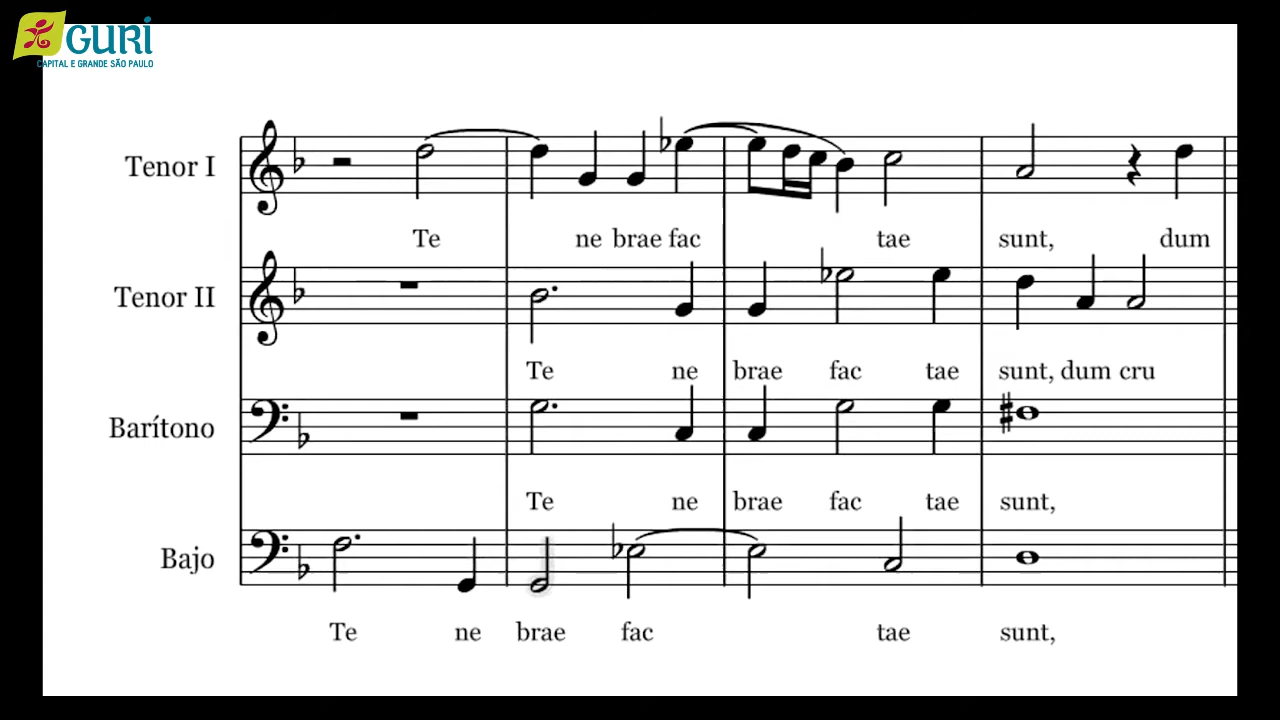 GURI
CAPITAL E GRANDE SÃO PAULO
Tenor I
Te ne brae fac tae sunt, dum
Tenor II
Te ne brae fac tae sunt, dum cru
Barítono
Te ne brae fac tae sunt,
Bajo
Te ne brae fac tae sunt,